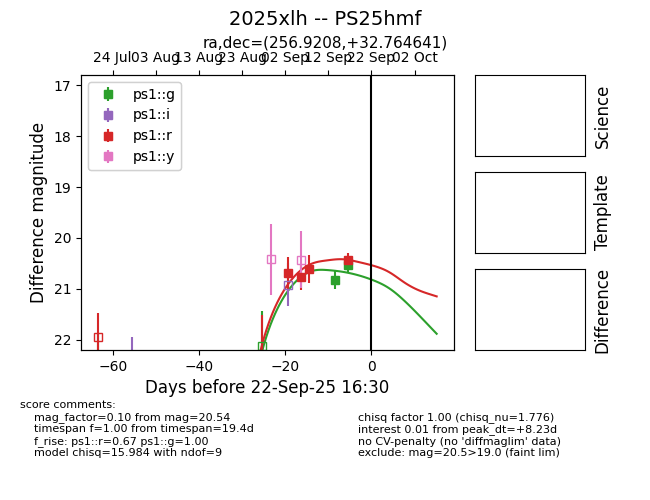 2025xlh -- PS25hmf
ra,dec=(256.9208,+32.764641)
24 Jul 03 Aug 13 Aug 23 Aug 02 Sep 12 Sep 22 Sep 02 Oct
17
18
19
20
21
22
Difference magnitude
ps1::g
ps1::i
ps1::r
ps1::y
−60 −40 −20 0
Days before 22-Sep-25 16:30
Science
Template
Difference
score comments:
mag_factor=0.10 from mag=20.54
timespan f=1.00 from timespan=19.4d
f_rise: ps1::r=0.67 ps1::g=1.00
model chisq=15.984 with ndof=9
chisq factor 1.00 (chisq_nu=1.776)
interest 0.01 from peak_dt=+8.23d
no CV-penalty (no 'diffmaglim' data)
exclude: mag=20.5>19.0 (faint lim)